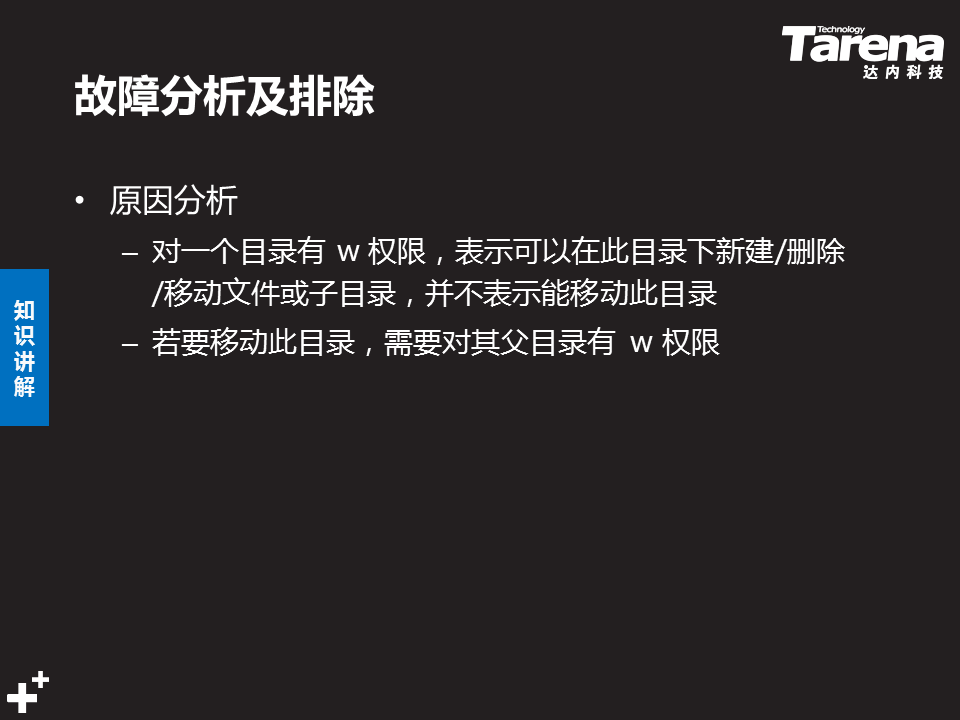 Technology
Tarena
达内科技
故障分析及排除
• 原因分析
– 对一个目录有 w 权限，表示可以在此目录下新建/删除
/移动文件或子目录，并不表示能移动此目录
– 若要移动此目录，需要对其父目录有 w 权限
知
识
讲
解